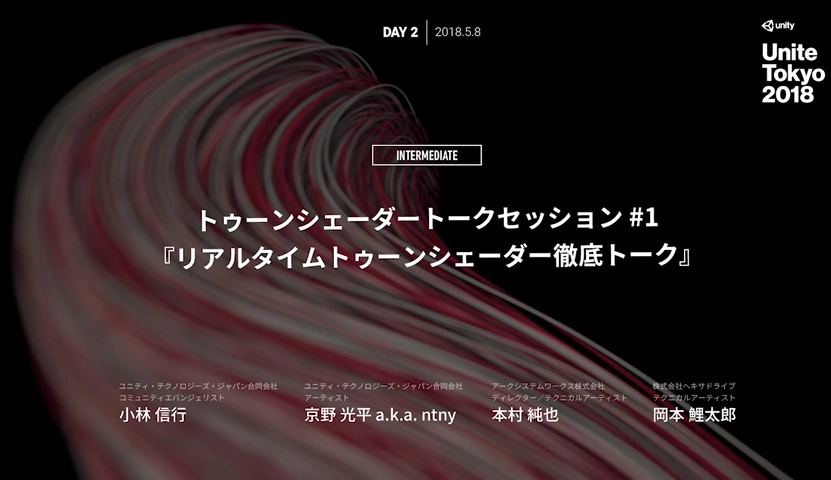 DAY 2 2018.5.8
unity
Unite
Tokyo
2018
INTERMEDIATE
トゥーンシェーダートークセッション #1
『リアルタイムトゥーンシェーダー徹底トーク』
ユニティ・テクノロジーズ・ジャパン合同会社
コミュニティエバンジェリスト
小林 信行
ユニティ・テクノロジーズ・ジャパン合同会社
アーティスト
京野 光平 a.k.a. ntny
アークシステムワークス株式会社
ディレクター／テクニカルアーティスト
本村 純也
株式会社ヘキサドライブ
テクニカルアーティスト
岡本 鯉太郎